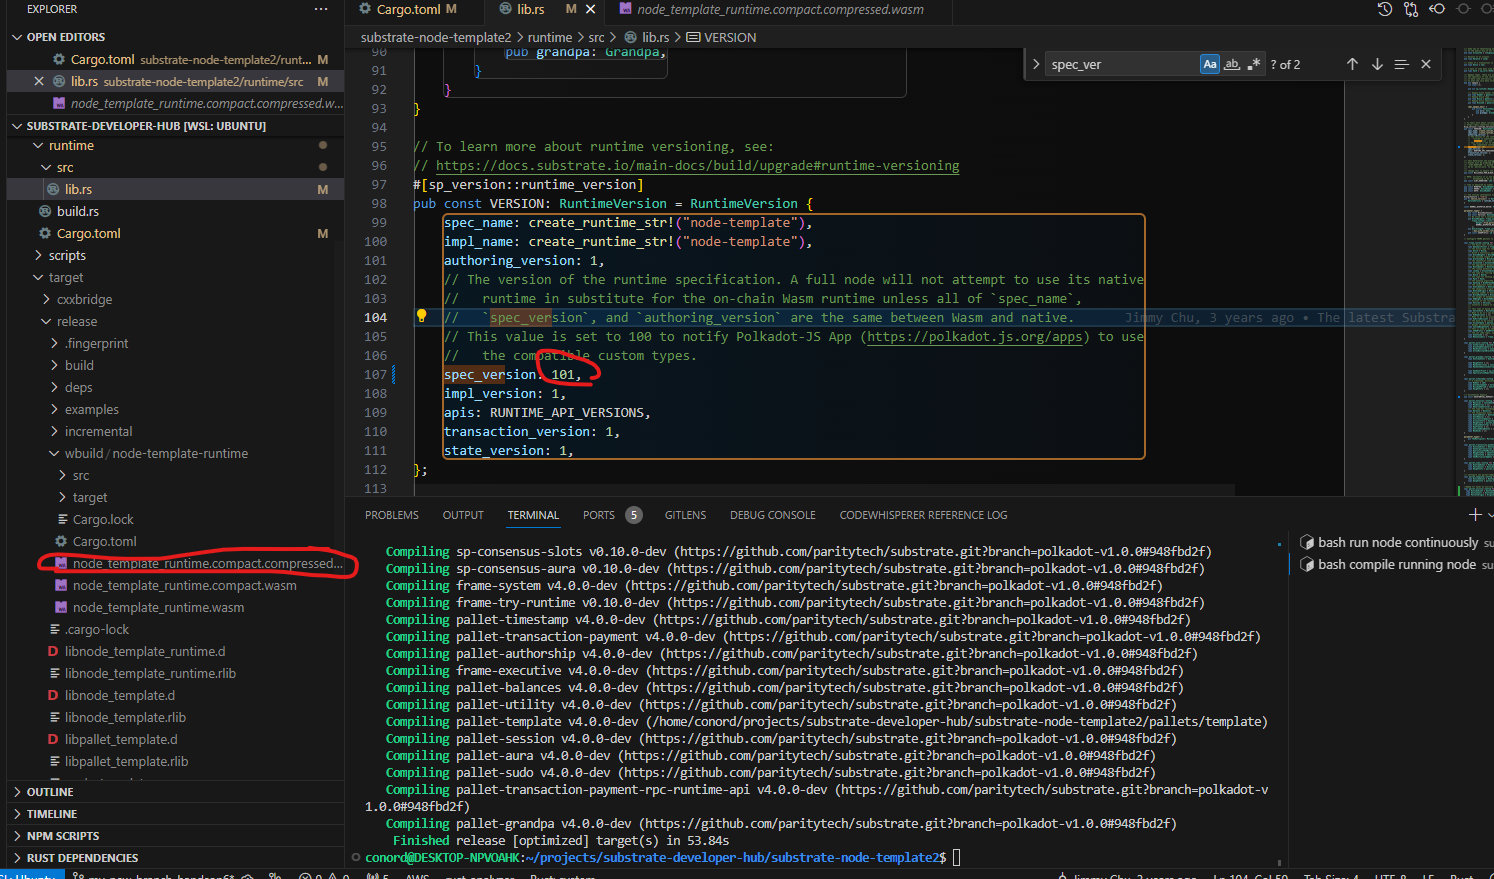 EXPLORER
OPEN EDITORS
Cargo.toml substrate-node-template2/runt... M
lib.rs substrate-node-template2/runtime/src M
node_template_runtime.compact.compressed.w...
SUBSTRATE-DEVELOPER-HUB [WSL: UBUNTU]
runtime
src
lib.rs M
build.rs
Cargo.toml M
scripts
target
cxxbridge
release
.fingerprint
build
deps
examples
incremental
wbuild / node-template-runtime
src
target
Cargo.lock
Cargo.toml
node_template_runtime.compact.compressed...
node_template_runtime.compact.wasm
node_template_runtime.wasm
.cargo-lock
libnode_template_runtime.d
libnode_template_runtime.rlib
libnode_template.d
libnode_template.rlib
libpallet_template.d
libpallet_template.rlib
OUTLINE
TIMELINE
NPM SCRIPTS
RUST DEPENDENCIES
Cargo.toml M lib.rs M node_template_runtime.compact.compressed.wasm
substrate-node-template2 > runtime > src > lib.rs > VERSION
spec_ver Aa ab .* ? of 2
90 pub grandpa: Grandpa,
91 }
92 }
93 }
94
95 // To learn more about runtime versioning, see:
96 // https://docs.substrate.io/main-docs/build/upgrade#runtime-versioning
97 #[sp_version::runtime_version]
98 pub const VERSION: RuntimeVersion = RuntimeVersion {
99 spec_name: create_runtime_str!("node-template"),
100 impl_name: create_runtime_str!("node-template"),
101 authoring_version: 1,
102 // The version of the runtime specification. A full node will not attempt to use its native
103 //   runtime in substitute for the on-chain Wasm runtime unless all of `spec_name`,
104 //   `spec_version`, and `authoring_version` are the same between Wasm and native. Jimmy Chu, 3 years ago • The latest Substra
105 // This value is set to 100 to notify Polkadot-JS App (https://polkadot.js.org/apps) to use
106 //   the compatible custom types.
107 spec_version: 101,
108 impl_version: 1,
109 apis: RUNTIME_API_VERSIONS,
110 transaction_version: 1,
111 state_version: 1,
112 };
113
PROBLEMS OUTPUT TERMINAL PORTS 5 GITLENS DEBUG CONSOLE CODEWHISPERER REFERENCE LOG
Compiling sp-consensus-slots v0.10.0-dev (https://github.com/paritytech/substrate.git?branch=polkadot-v1.0.0#948fbd2f)
Compiling sp-consensus-aura v0.10.0-dev (https://github.com/paritytech/substrate.git?branch=polkadot-v1.0.0#948fbd2f)
Compiling frame-system v4.0.0-dev (https://github.com/paritytech/substrate.git?branch=polkadot-v1.0.0#948fbd2f)
Compiling frame-try-runtime v0.10.0-dev (https://github.com/paritytech/substrate.git?branch=polkadot-v1.0.0#948fbd2f)
Compiling pallet-timestamp v4.0.0-dev (https://github.com/paritytech/substrate.git?branch=polkadot-v1.0.0#948fbd2f)
Compiling pallet-transaction-payment v4.0.0-dev (https://github.com/paritytech/substrate.git?branch=polkadot-v1.0.0#948fbd2f)
Compiling pallet-authorship v4.0.0-dev (https://github.com/paritytech/substrate.git?branch=polkadot-v1.0.0#948fbd2f)
Compiling frame-executive v4.0.0-dev (https://github.com/paritytech/substrate.git?branch=polkadot-v1.0.0#948fbd2f)
Compiling pallet-balances v4.0.0-dev (https://github.com/paritytech/substrate.git?branch=polkadot-v1.0.0#948fbd2f)
Compiling pallet-utility v4.0.0-dev (https://github.com/paritytech/substrate.git?branch=polkadot-v1.0.0#948fbd2f)
Compiling pallet-template v4.0.0-dev (/home/conord/projects/substrate-developer-hub/substrate-node-template2/pallets/template)
Compiling pallet-session v4.0.0-dev (https://github.com/paritytech/substrate.git?branch=polkadot-v1.0.0#948fbd2f)
Compiling pallet-aura v4.0.0-dev (https://github.com/paritytech/substrate.git?branch=polkadot-v1.0.0#948fbd2f)
Compiling pallet-sudo v4.0.0-dev (https://github.com/paritytech/substrate.git?branch=polkadot-v1.0.0#948fbd2f)
Compiling pallet-transaction-payment-rpc-runtime-api v4.0.0-dev (https://github.com/paritytech/substrate.git?branch=polkadot-v
1.0.0#948fbd2f)
Compiling pallet-grandpa v4.0.0-dev (https://github.com/paritytech/substrate.git?branch=polkadot-v1.0.0#948fbd2f)
Finished release [optimized] target(s) in 53.84s
conord@DESKTOP-NPVOAHK:~/projects/substrate-developer-hub/substrate-node-template2$
bash run node continuously su
bash compile running node su